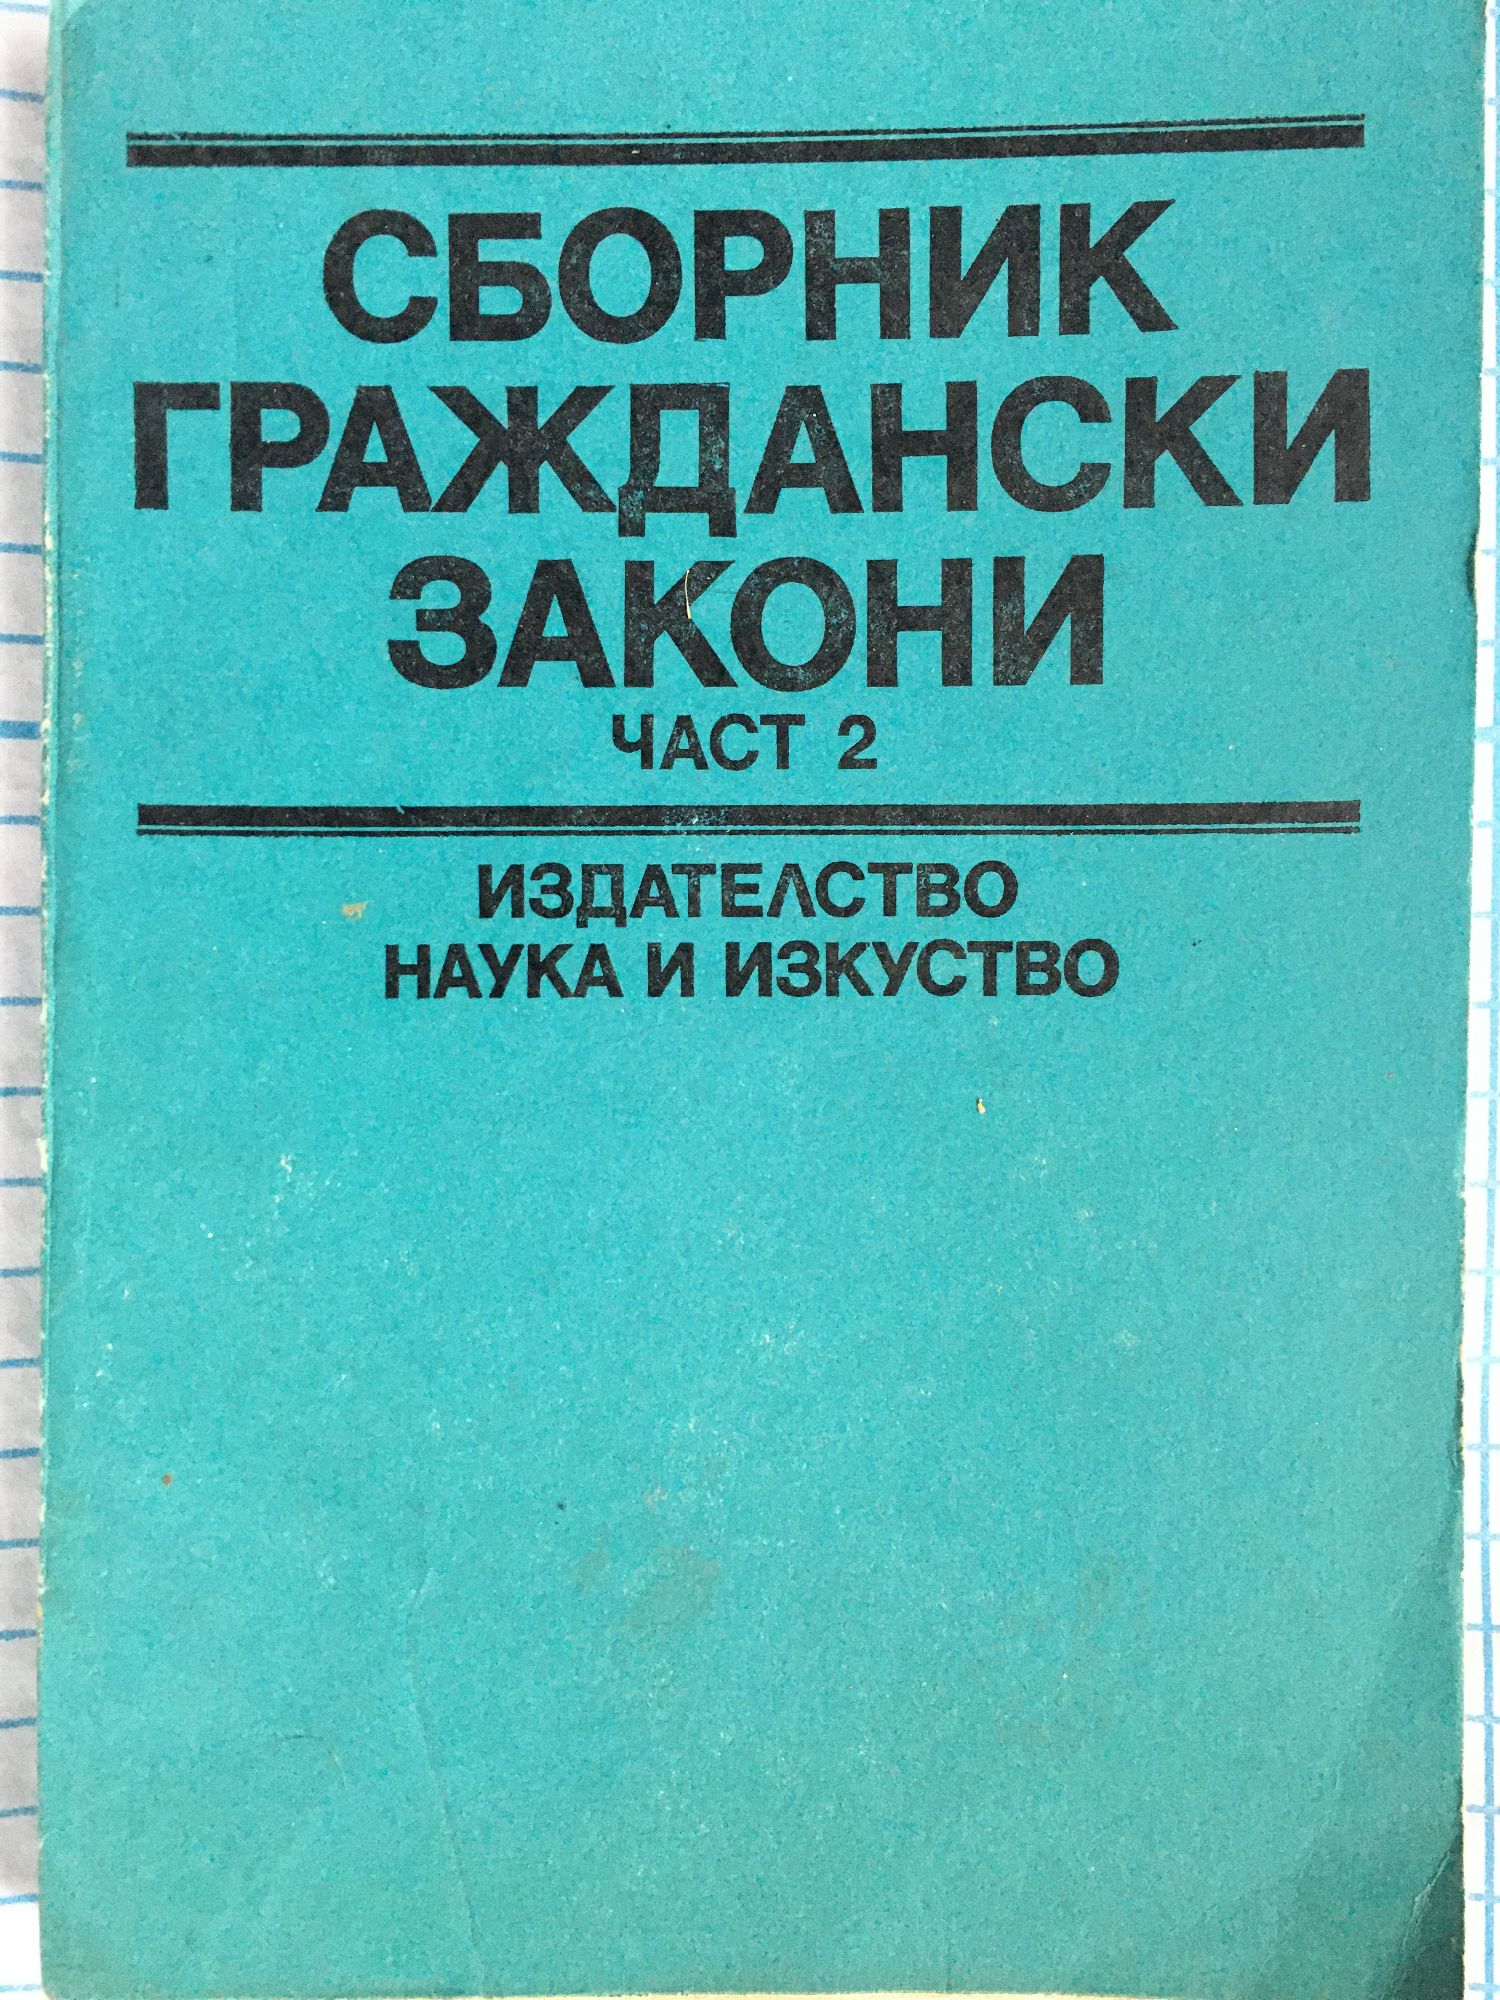 СБОРНИК
ГРАЖДАНСКИ
ЗАКОНИ
ЧАСТ 2
ИЗДАТЕЛСТВО
НАУКА И ИЗКУСТВО